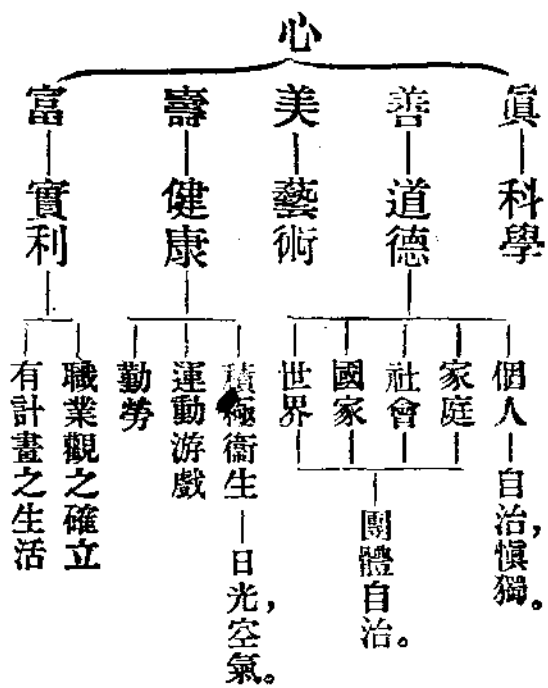 心
眞
科學
善
道德
美
藝術
壽
健康
富
實利
個人
自治，愼獨。
家庭
社會
國家
世界
團體自治。
積極衞生
日光，空氣。
運動游戲
勤勞
職業觀之確立
有計畫之生活